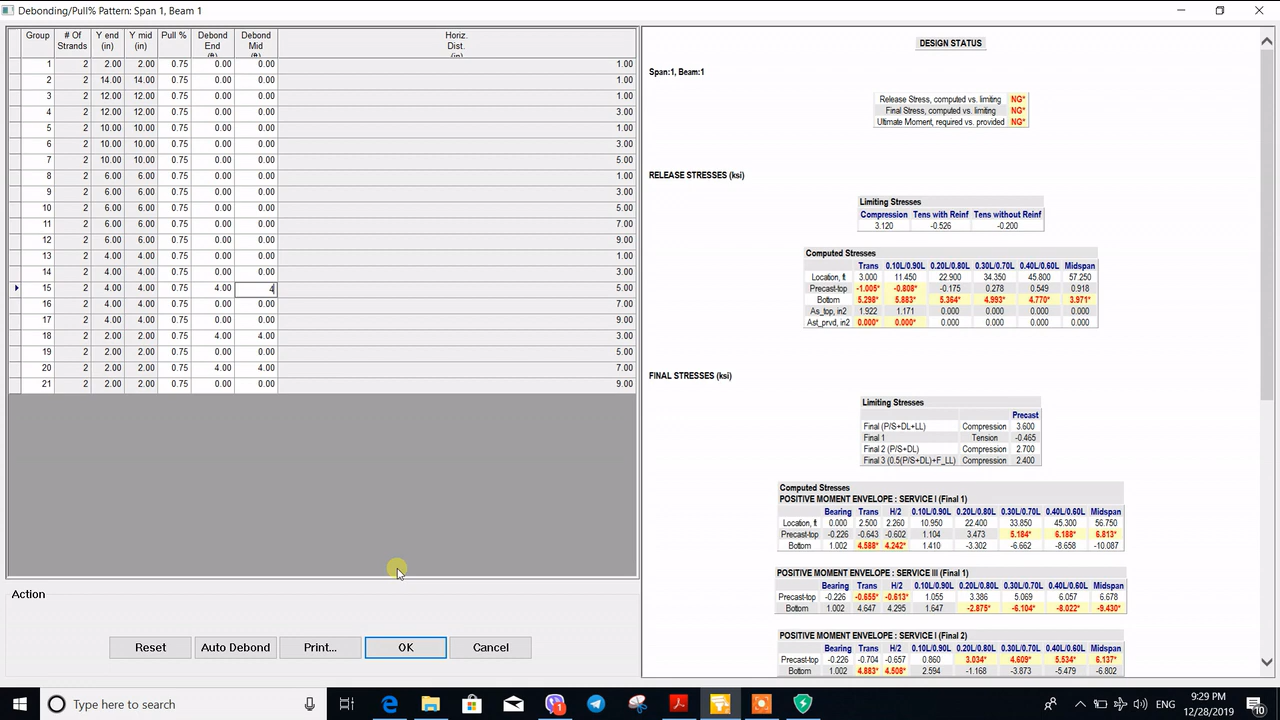 Debonding/Pull% Pattern: Span 1, Beam 1
Group # Of Strands Y end (in) Y mid (in) Pull % Debond End (ft) Debond Mid (ft) Horiz. Dist. (in)
1 2 2.00 2.00 0.75 0.00 0.00 1.00
2 2 14.00 14.00 0.75 0.00 0.00 1.00
3 2 12.00 12.00 0.75 0.00 0.00 1.00
4 2 12.00 12.00 0.75 0.00 0.00 3.00
5 2 10.00 10.00 0.75 0.00 0.00 1.00
6 2 10.00 10.00 0.75 0.00 0.00 3.00
7 2 10.00 10.00 0.75 0.00 0.00 5.00
8 2 6.00 6.00 0.75 0.00 0.00 1.00
9 2 6.00 6.00 0.75 0.00 0.00 3.00
10 2 6.00 6.00 0.75 0.00 0.00 5.00
11 2 6.00 6.00 0.75 0.00 0.00 7.00
12 2 6.00 6.00 0.75 0.00 0.00 9.00
13 2 4.00 4.00 0.75 0.00 0.00 1.00
14 2 4.00 4.00 0.75 0.00 0.00 3.00
15 2 4.00 4.00 0.75 4.00 4 5.00
16 2 4.00 4.00 0.75 0.00 0.00 7.00
17 2 4.00 4.00 0.75 0.00 0.00 9.00
18 2 2.00 2.00 0.75 4.00 4.00 3.00
19 2 2.00 2.00 0.75 0.00 0.00 5.00
20 2 2.00 2.00 0.75 4.00 4.00 7.00
21 2 2.00 2.00 0.75 0.00 0.00 9.00
Action
Reset Auto Debond Print... OK Cancel
DESIGN STATUS
Span:1, Beam:1
Release Stress, computed vs. limiting NG*
Final Stress, computed vs. limiting NG*
Ultimate Moment, required vs. provided NG*
RELEASE STRESSES (ksi)
Limiting Stresses
Compression Tens with Reinf Tens without Reinf
3.120 -0.526 -0.200
Computed Stresses
Trans 0.10L/0.90L 0.20L/0.80L 0.30L/0.70L 0.40L/0.60L Midspan
Location, ft 3.000 11.450 22.900 34.350 45.800 57.250
Precast-top -1.005* -0.808* -0.175 0.278 0.549 0.918
Bottom 5.298* 5.883* 5.364* 4.993* 4.770* 3.971*
As_top, in2 1.922 1.171 0.000 0.000 0.000 0.000
Ast_prvd, in2 0.000* 0.000* 0.000 0.000 0.000 0.000
FINAL STRESSES (ksi)
Limiting Stresses
Precast
Final (P/S+DL+LL) Compression 3.600
Final 1 Tension -0.465
Final 2 (P/S+DL) Compression 2.700
Final 3 (0.5(P/S+DL)+F_LL) Compression 2.400
Computed Stresses
POSITIVE MOMENT ENVELOPE : SERVICE I (Final 1)
Bearing Trans H/2 0.10L/0.90L 0.20L/0.80L 0.30L/0.70L 0.40L/0.60L Midspan
Location, ft 0.000 2.500 2.260 10.950 22.400 33.850 45.300 56.750
Precast-top -0.226 -0.643 -0.602 1.104 3.473 5.184* 6.188* 6.813*
Bottom 1.002 4.588* 4.242* 1.410 -3.302 -6.662 -8.658 -10.087
POSITIVE MOMENT ENVELOPE : SERVICE III (Final 1)
Bearing Trans H/2 0.10L/0.90L 0.20L/0.80L 0.30L/0.70L 0.40L/0.60L Midspan
Precast-top -0.226 -0.655* -0.613* 1.055 3.386 5.069 6.057 6.678
Bottom 1.002 4.647 4.295 1.647 -2.875* -6.104* -8.022* -9.430*
POSITIVE MOMENT ENVELOPE : SERVICE I (Final 2)
Bearing Trans H/2 0.10L/0.90L 0.20L/0.80L 0.30L/0.70L 0.40L/0.60L Midspan
Precast-top -0.226 -0.704 -0.657 0.860 3.034* 4.609* 5.534* 6.137*
Bottom 1.002 4.883* 4.508* 2.594 -1.168 -3.873 -5.479 -6.802
Type here to search
ENG
9:29 PM
12/28/2019
10